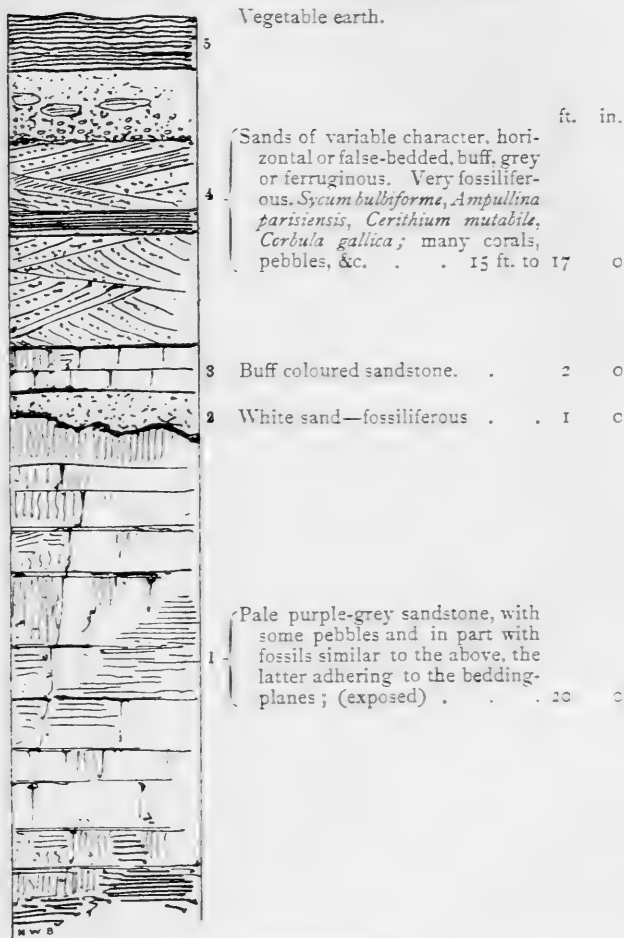 5 Vegetable earth.
ft. in.
4 Sands of variable character, hori-
zontal or false-bedded, buff, grey
or ferruginous. Very fossilifer-
ous. Sycum bulbiforme, Ampullina
parisiensis, Cerithium mutabile,
Corbula gallica; many corals,
pebbles, &c. . . 15 ft. to 17 0
3 Buff coloured sandstone. . 2 0
2 White sand—fossiliferous . . 1 0
1 Pale purple-grey sandstone, with
some pebbles and in part with
fossils similar to the above, the
latter adhering to the bedding-
planes; (exposed) . . . 20 0
H W B